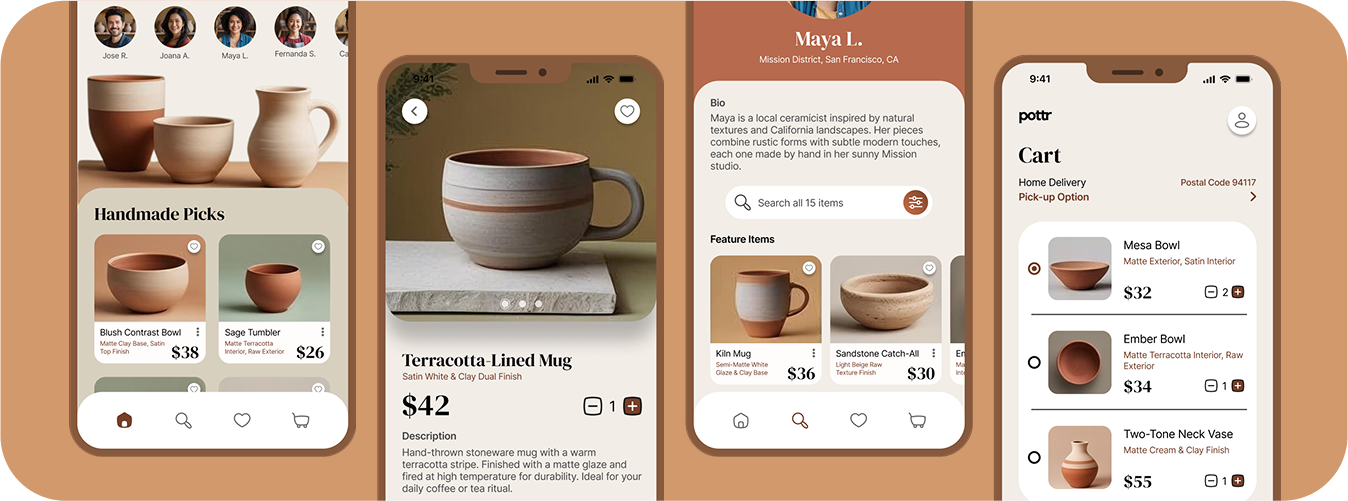 Jose R.
Joana A.
Maya L.
Fernanda S.
Ca
Handmade Picks
Blush Contrast Bowl
Matte Clay Base, Satin
Top Finish
$38
Sage Tumbler
Matte Terracotta
Interior, Raw Exterior
$26
9:41
Terracotta-Lined Mug
Satin White & Clay Dual Finish
$42
1
Description
Hand-thrown stoneware mug with a warm
terracotta stripe. Finished with a matte glaze and
fired at high temperature for durability. Ideal for your
daily coffee or tea ritual.
Maya L.
Mission District, San Francisco, CA
Bio
Maya is a local ceramicist inspired by natural
textures and California landscapes. Her pieces
combine rustic forms with subtle modern touches,
each one made by hand in her sunny Mission
studio.
Search all 15 items
Feature Items
Kiln Mug
Semi-Matte White
Glaze & Clay Base
$36
Sandstone Catch-All
Light Beige Raw
Texture Finish
$30
En
Ma
Inte
9:41
pottr
Cart
Home Delivery
Postal Code 94117
Pick-up Option
Mesa Bowl
Matte Exterior, Satin Interior
$32
2
Ember Bowl
Matte Terracotta Interior, Raw
Exterior
$34
1
Two-Tone Neck Vase
Matte Cream & Clay Finish
$55
1